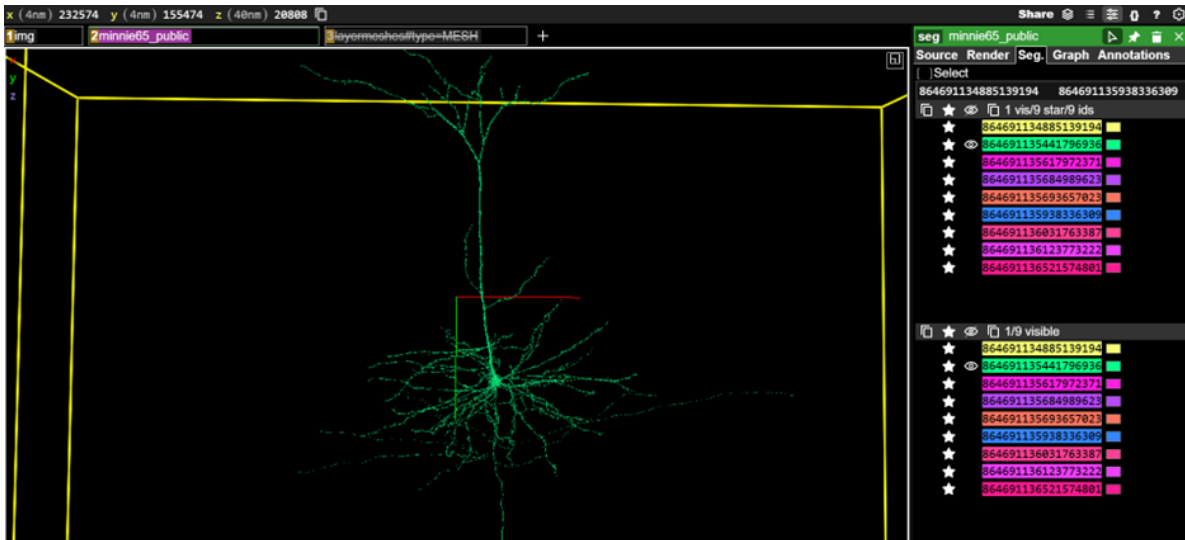 x (4nm) 232574 y (4nm) 155474 z (40nm) 20808
Share { } ?
1img
2minnie65_public
3layermeshes#type=MESH
+
x
y
z
seg minnie65_public
Source Render Seg. Graph Annotations
[ ]Select
864691134885139194 864691135938336309
1 vis/9 star/9 ids
864691134885139194
864691135441796936
864691135617972371
864691135684989623
864691135693657023
864691135938336309
864691136031763387
864691136123773222
864691136521574801
1/9 visible
864691134885139194
864691135441796936
864691135617972371
864691135684989623
864691135693657023
864691135938336309
864691136031763387
864691136123773222
864691136521574801